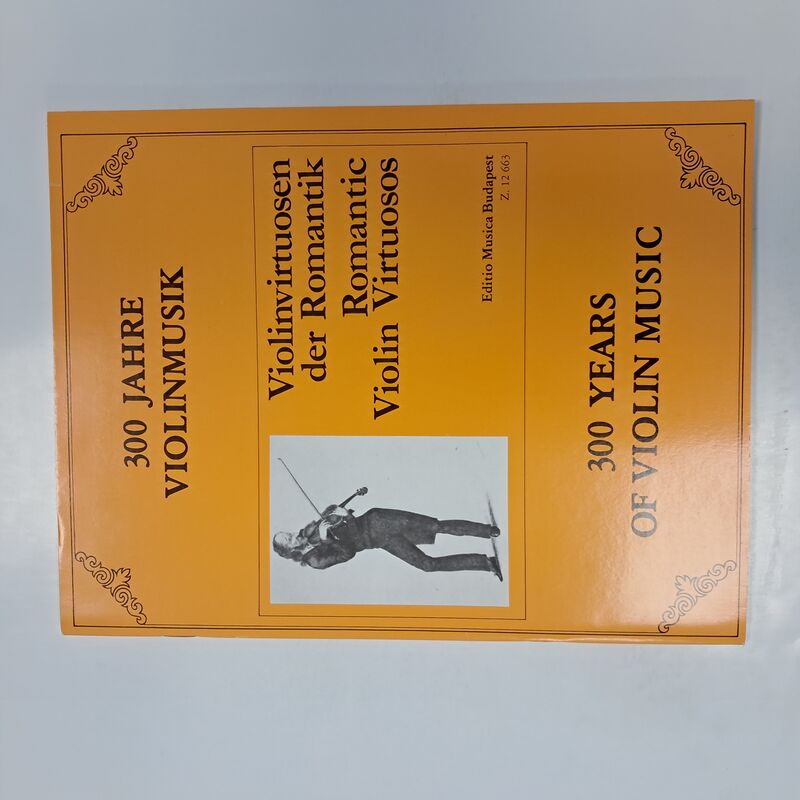 300 JAHRE
VIOLINMUSIK
Violinvirtuosen
der Romantik
Romantic
Violin Virtuosos
Editio Musica Budapest
Z. 12 663
300 YEARS
OF VIOLIN MUSIC